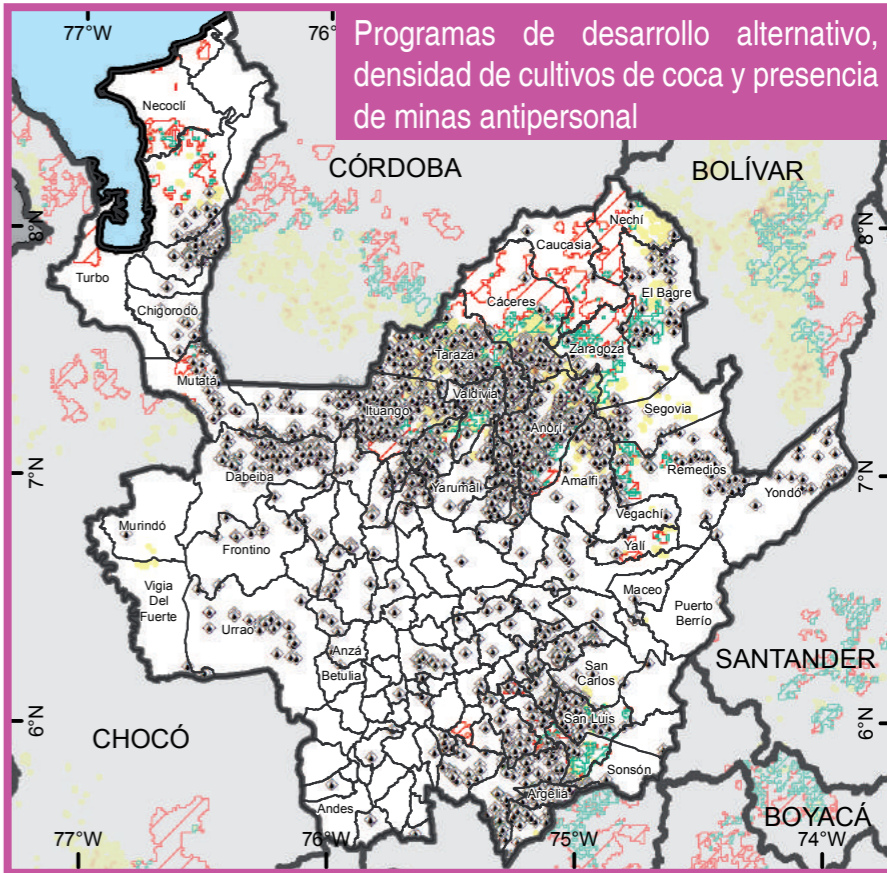 77°W
76°
Programas de desarrollo alternativo,
densidad de cultivos de coca y presencia
de minas antipersonal
Necoclí
CÓRDOBA
BOLÍVAR
8°N
Nechí
8°N
Caucasia
Turbo
El Bagre
Cáceres
Chigorodó
Zaragoza
Tarazá
Mutatá
Valdivia
Ituango
Segovia
Anorí
7°N
Dabeiba
Remedios
7°N
Yarumal
Amalfi
Yondó
Vegachí
Murindó
Frontino
Yalí
Vigia
Del
Fuerte
Maceo
Puerto
Berrío
Urrao
Anzá
Betulia
San
Carlos
SANTANDER
6°N
San Luis
6°N
CHOCÓ
Sonsón
Argelia
Andes
BOYACÁ
77°W
76°W
75°W
74°W